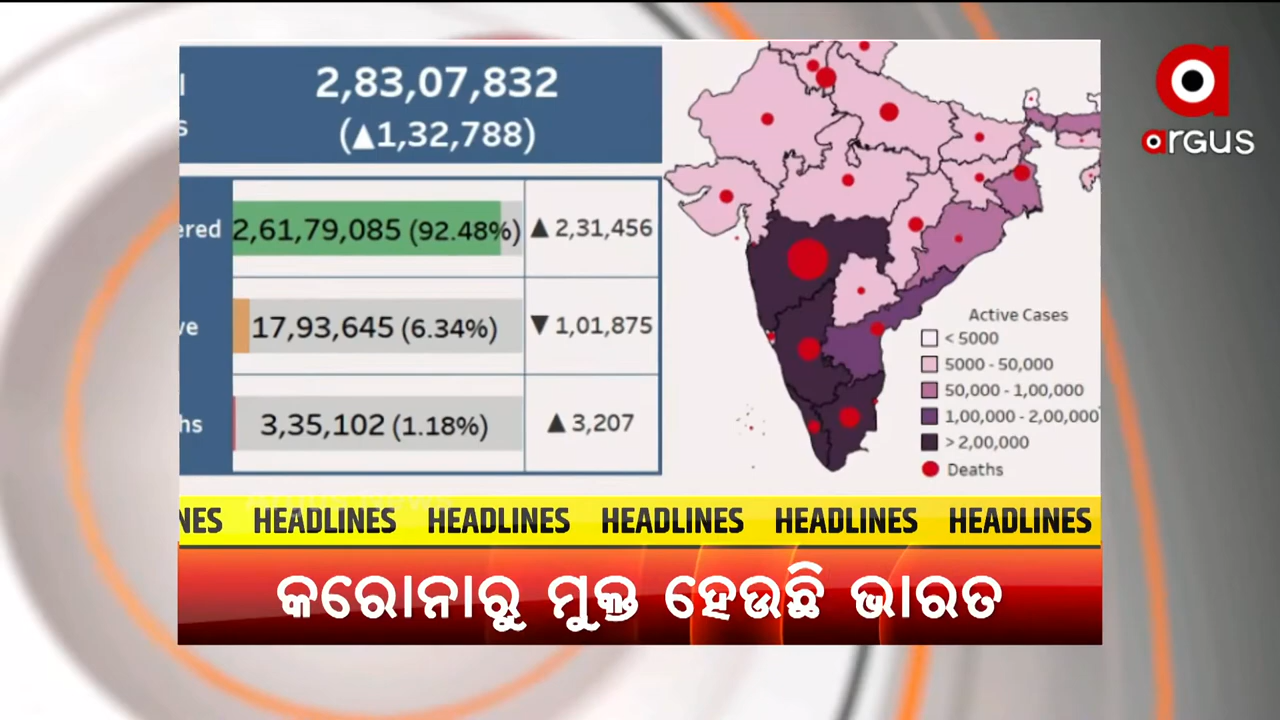 2,83,07,832
(▲1,32,788)
ered 2,61,79,085 (92.48%) ▲ 2,31,456
ve 17,93,645 (6.34%) ▼ 1,01,875
hs 3,35,102 (1.18%) ▲ 3,207
Active Cases
< 5000
5000 - 50,000
50,000 - 1,00,000
1,00,000 - 2,00,000
> 2,00,000
Deaths
argus
NES HEADLINES HEADLINES HEADLINES HEADLINES HEADLINES
କରୋନାରୁ ମୁକ୍ତ ହେଉଛି ଭାରତ